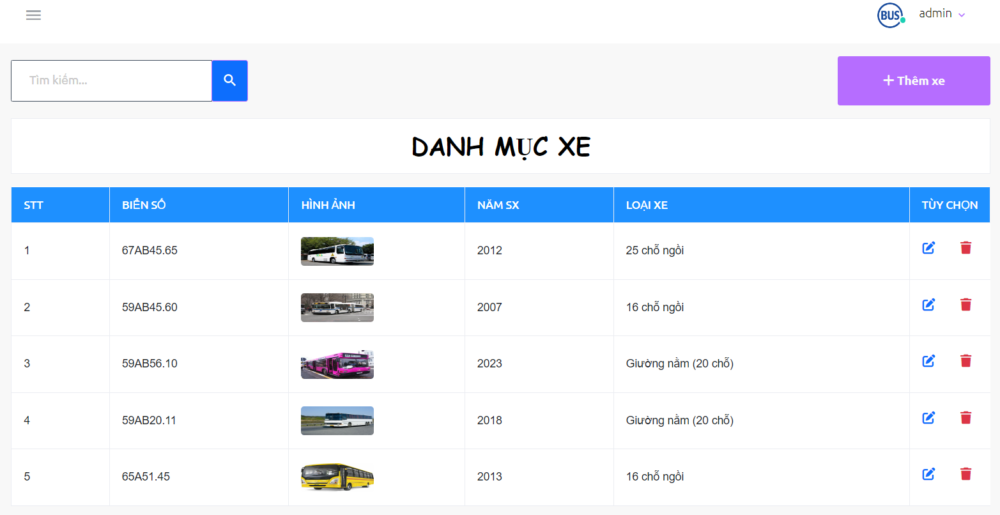 BUS
admin
Tìm kiếm...
+ Thêm xe
DANH MỤC XE
STT BIỂN SỐ HÌNH ẢNH NĂM SX LOẠI XE TÙY CHỌN
1 67AB45.65 2012 25 chỗ ngồi
2 59AB45.60 2007 16 chỗ ngồi
3 59AB56.10 2023 Giường nằm (20 chỗ)
4 59AB20.11 2018 Giường nằm (20 chỗ)
5 65A51.45 2013 16 chỗ ngồi